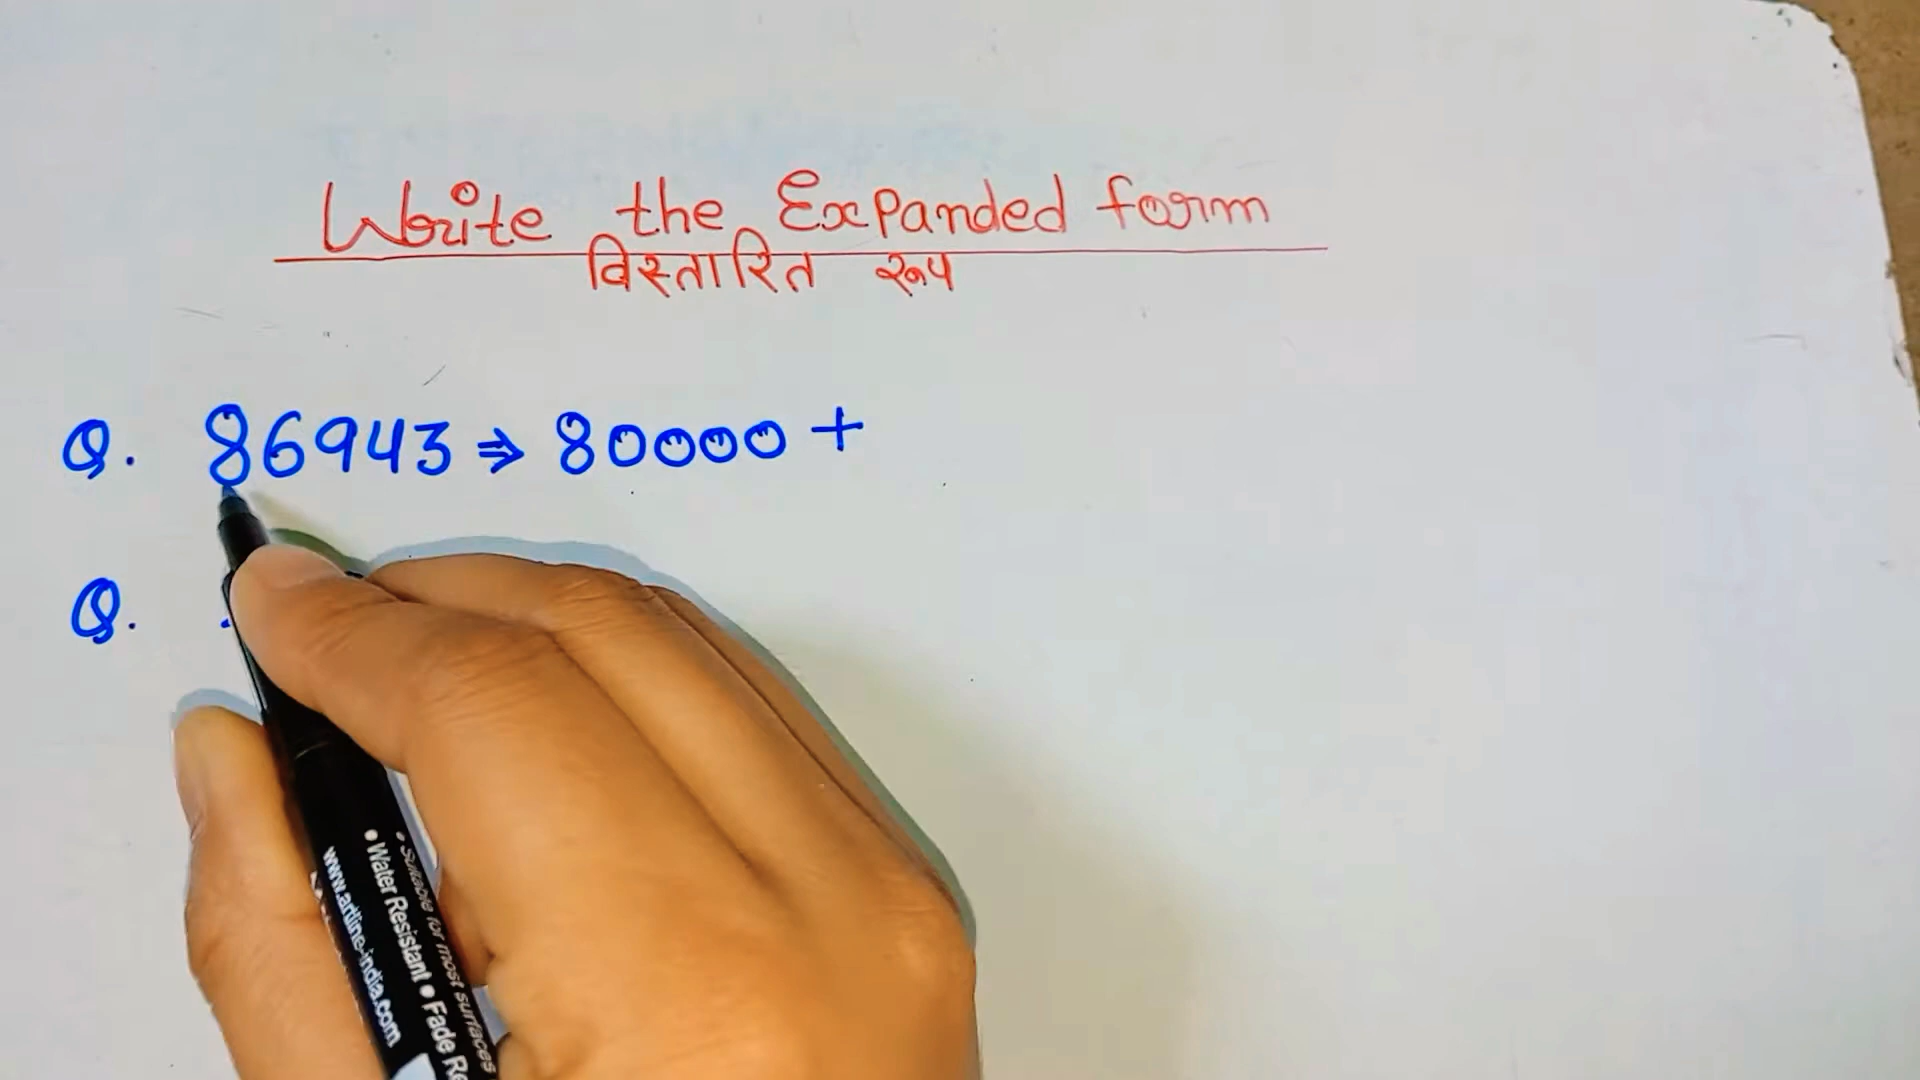 Write the Expanded form
विस्तारित रूप
Q. 86943 ⇒ 80000 +
Q.
• Suitable for most surfaces
• Water Resistant • Fade Re
www.artline-india.com